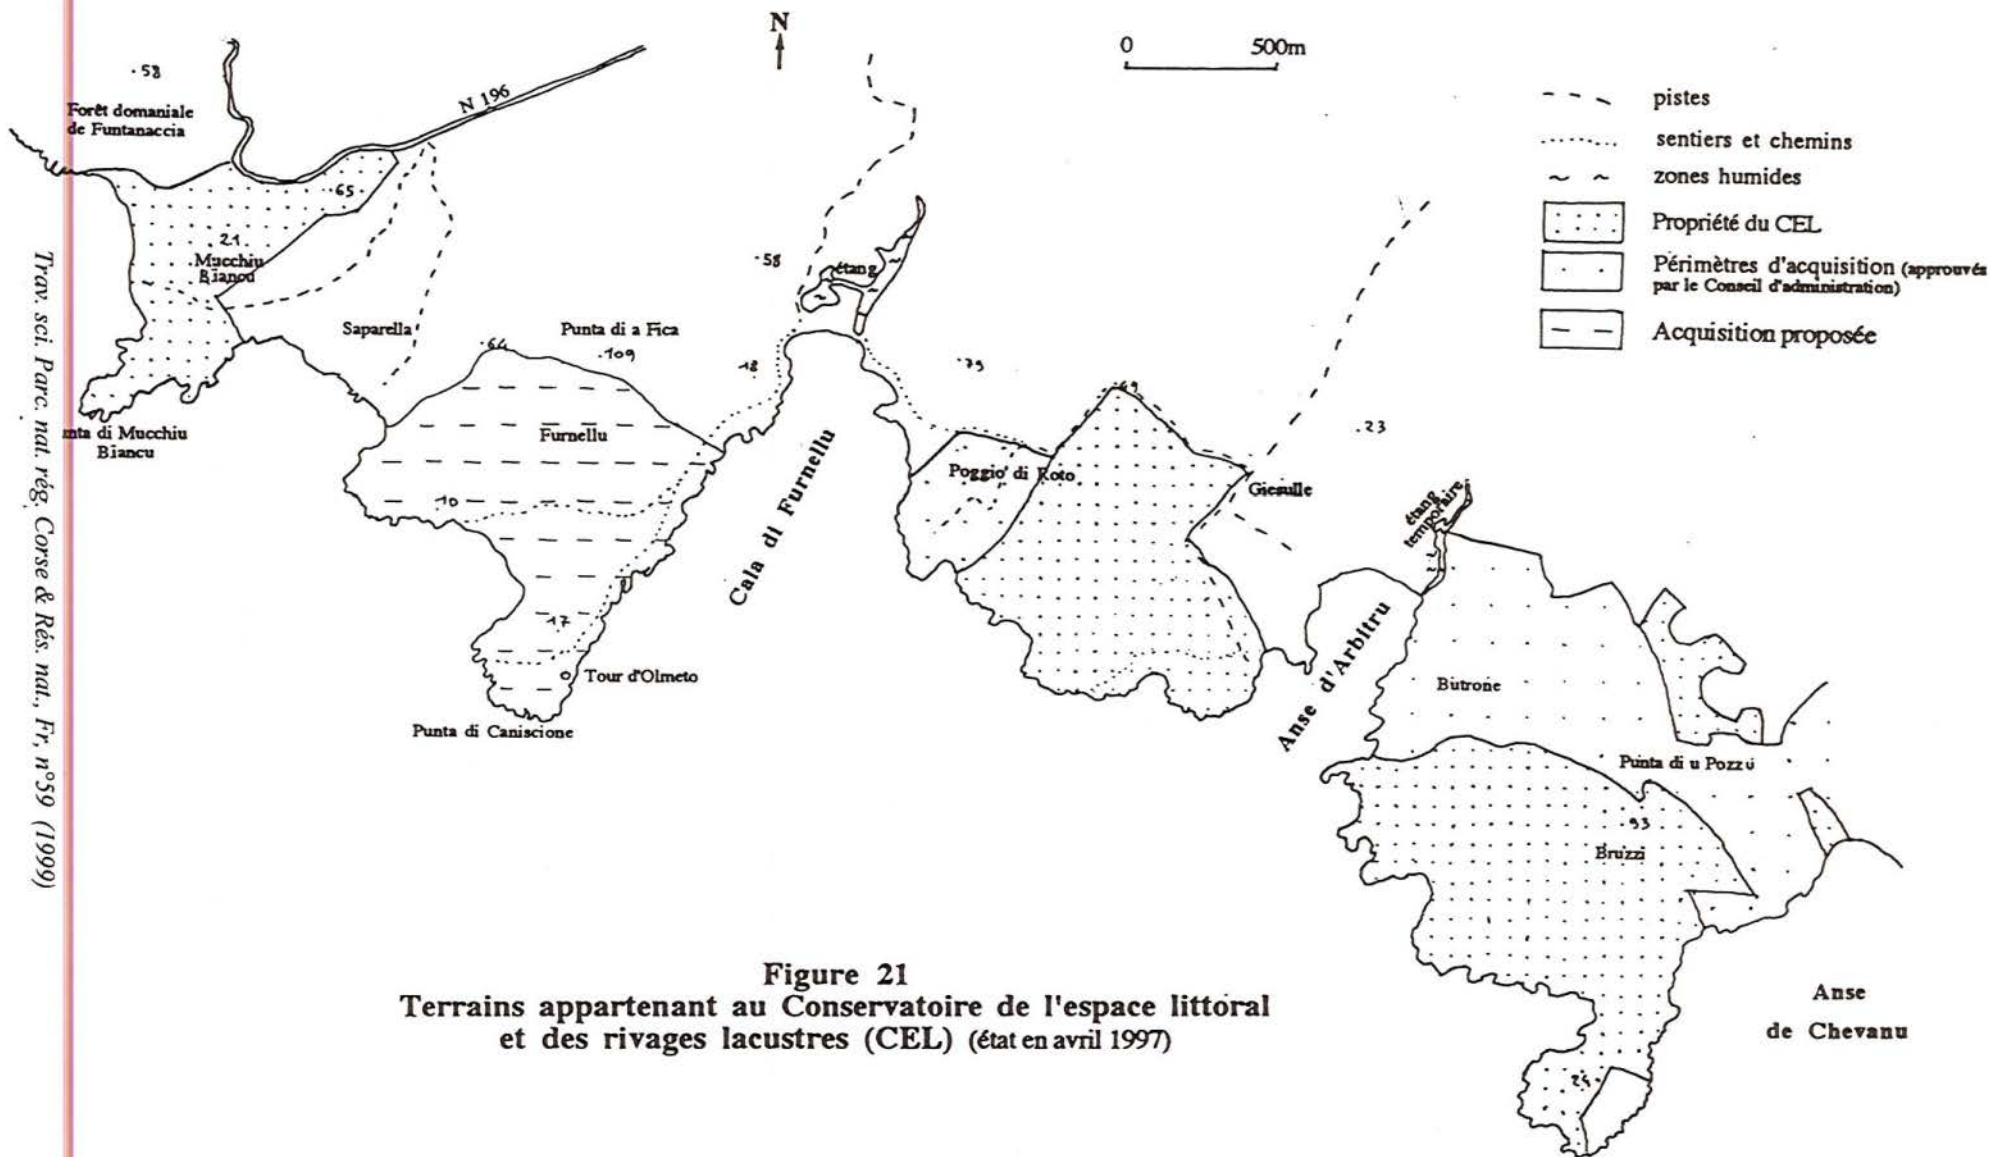 N
0 500m
.58
Forêt domaniale
de Funtanaccia
N 196
pistes
sentiers et chemins
zones humides
Propriété du CEL
Périmètres d'acquisition (approuvés
par le Conseil d'administration)
Acquisition proposée
65
21
Mucchiu
Biancu
Saparella
nta di Mucchiu
Biancu
64
Punta di a Fica
.109
Furnellu
10
17
Tour d'Olmeto
Punta di Caniscione
.58
étang
18
.79
Cala di Furnellu
69
Poggio di Roto
Giesulle
.23
étang
temporaire
Anse d'Arbitru
Butrone
Punta di u Pozzu
.93
Bruzzi
24.
Anse
de Chevanu
Figure 21
Terrains appartenant au Conservatoire de l'espace littoral
et des rivages lacustres (CEL) (état en avril 1997)
Trav. sci. Parc. nat. rég. Corse & Rés. nat., Fr, n°59 (1999)